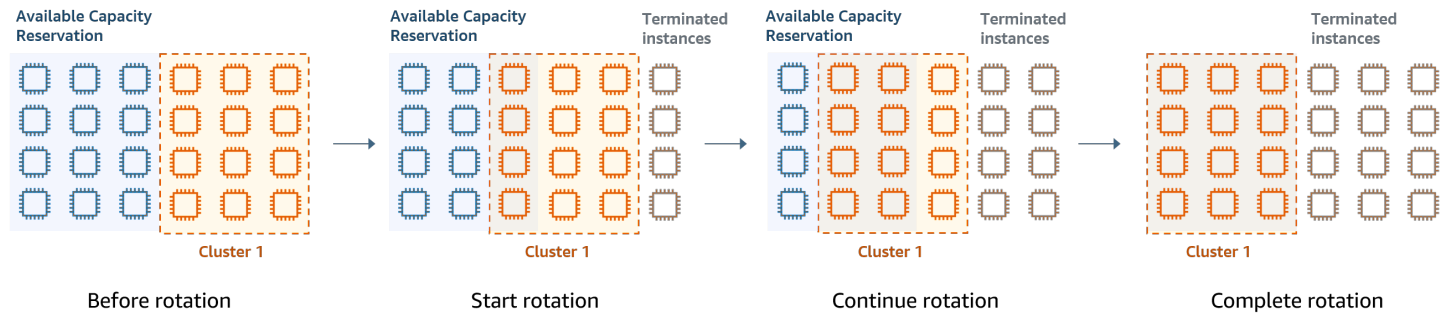 Available Capacity
Reservation
Cluster 1
Before rotation
Available Capacity
Reservation
Terminated
instances
Cluster 1
Start rotation
Available Capacity
Reservation
Terminated
instances
Cluster 1
Continue rotation
Terminated
instances
Cluster 1
Complete rotation